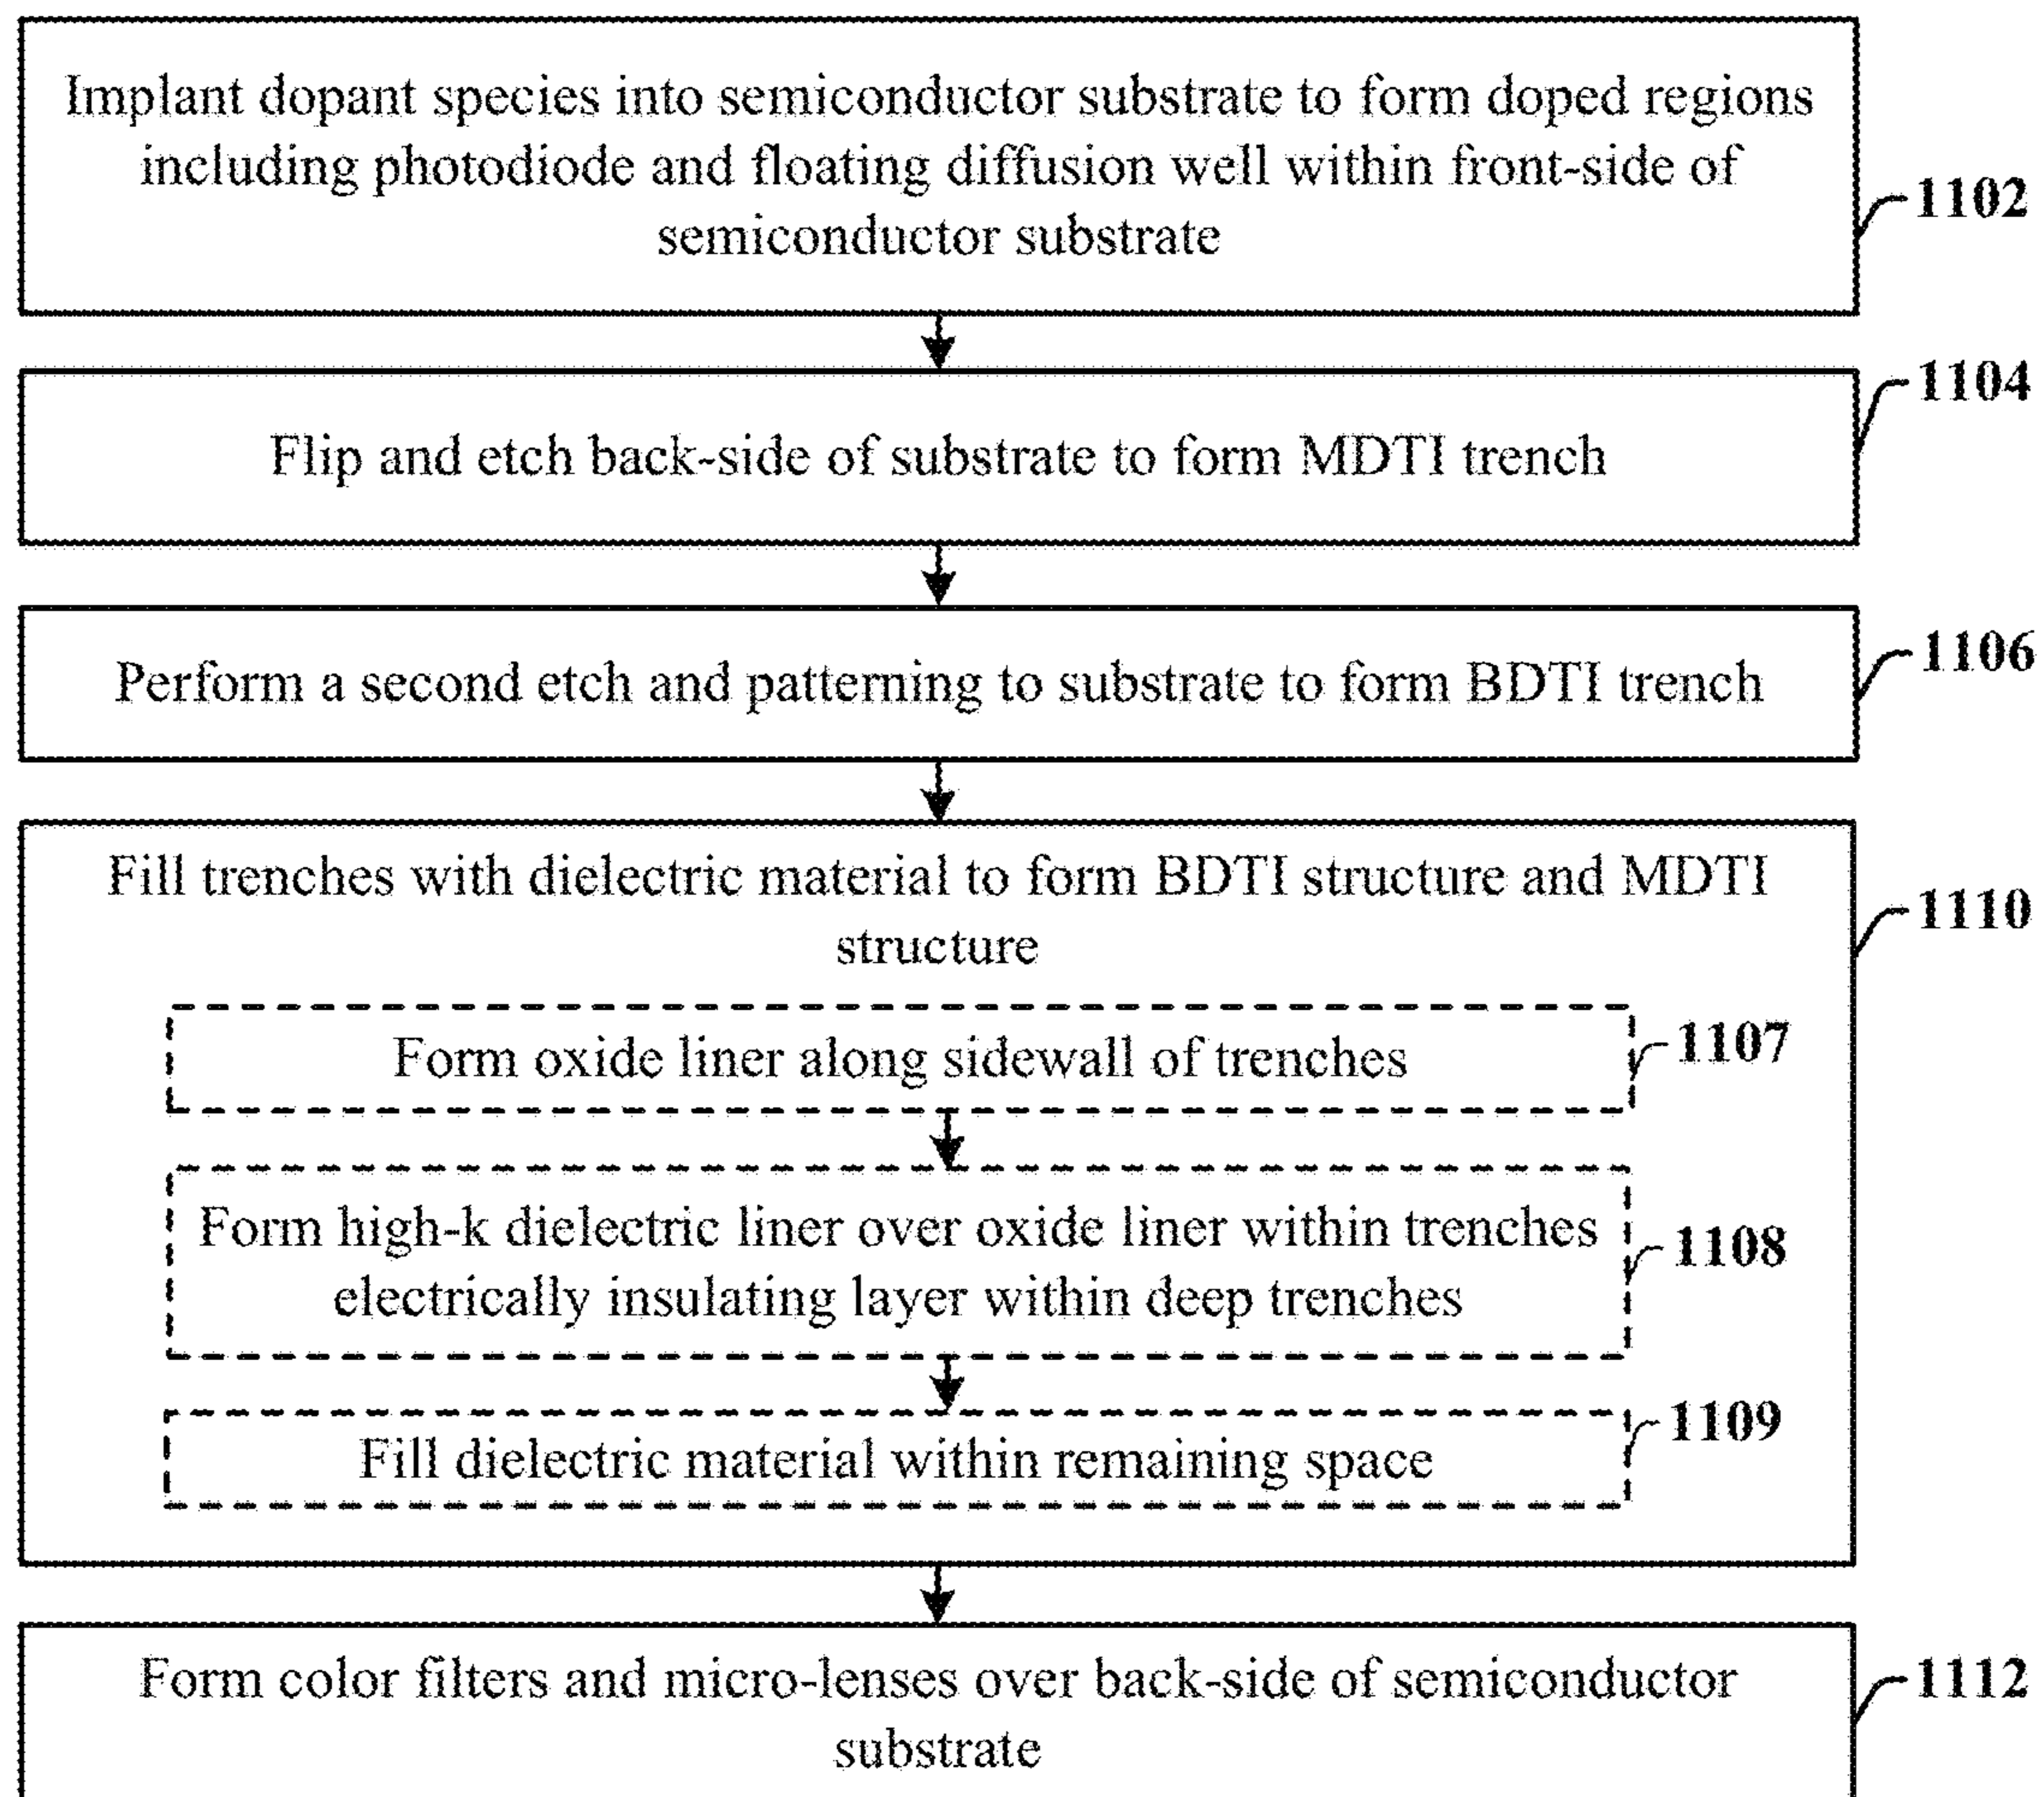 Implant dopant species into semiconductor substrate to form doped regions
including photodiode and floating diffusion well within front-side of
semiconductor substrate
1102
1104
Flip and etch back-side of substrate to form MDTI trench
1106
Perform a second etch and patterning to substrate to form BDTI trench
Fill trenches with dielectric material to form BDTI structure and MDTI
structure
1110
Form oxide liner along sidewall of trenches
1107
Form high-k dielectric liner over oxide liner within trenches
electrically insulating layer within deep trenches
1108
Fill dielectric material within remaining space
1109
Form color filters and micro-lenses over back-side of semiconductor
substrate
1112